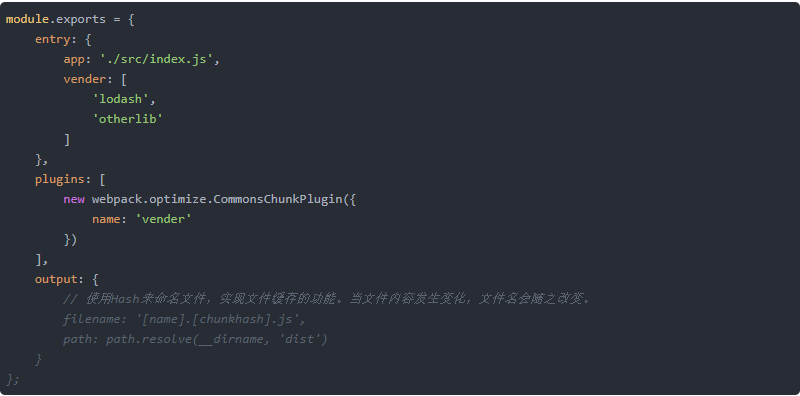 module.exports = {
    entry: {
        app: './src/index.js',
        vender: [
            'lodash',
            'otherlib'
        ]
    },
    plugins: [
        new webpack.optimize.CommonsChunkPlugin({
            name: 'vender'
        })
    ],
    output: {
        // 使用Hash来命名文件，实现文件缓存的功能。当文件内容发生变化，文件名会随之改变。
        filename: '[name].[chunkhash].js',
        path: path.resolve(__dirname, 'dist')
    }
};